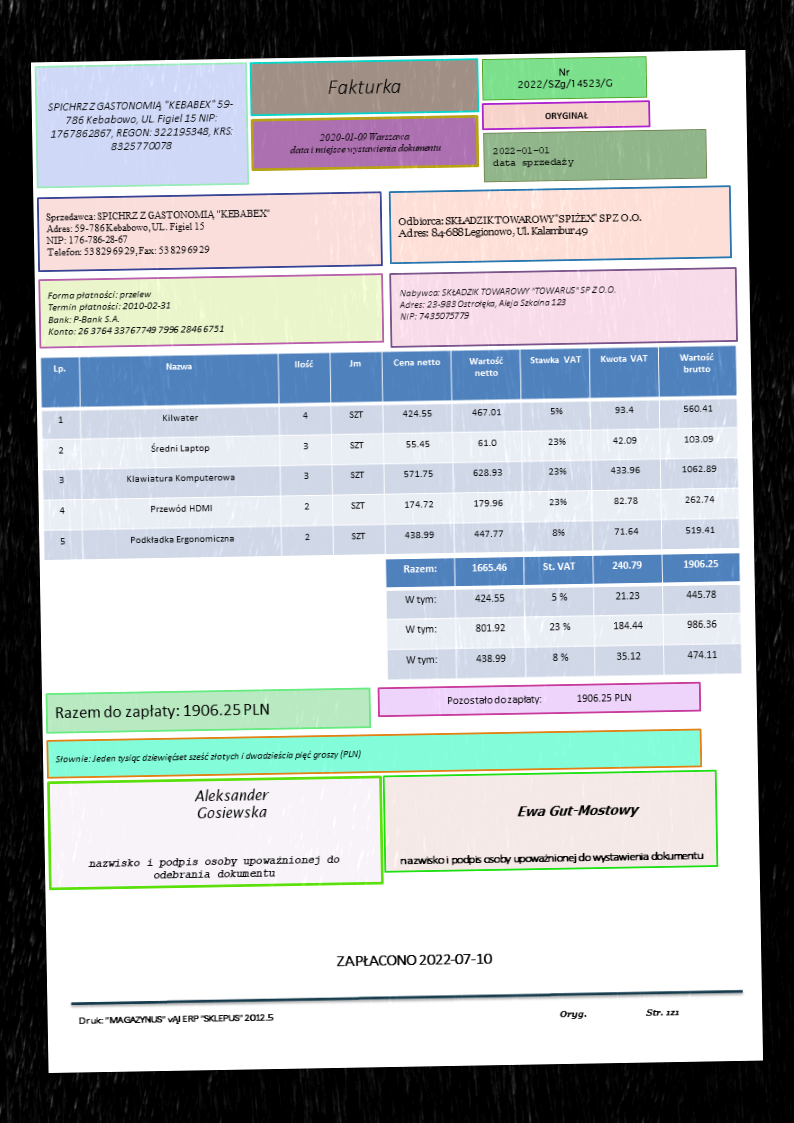 SPICHRZ Z GASTONOMIĄ "KEBABEX" 59-
786 Kebabowo, UL. Figiel 15 NIP:
1767862867, REGON: 322195348, KRS:
8325770078
Fakturka
2020-01-09 Warszawa
data i miejsce wystawienia dokumentu
Nr
2022/SZg/14523/G
ORYGINAŁ
2022-01-01
data sprzedaży
Sprzedawca: SPICHRZ Z GASTONOMIĄ "KEBABEX"
Adres: 59-786 Kebabowo, UL. Figiel 15
NIP: 176-786-28-67
Telefon: 538296929, Fax: 538296929
Odbiorca: SKŁADZIK TOWAROWY "SPIŻEX" SP Z O.O.
Adres: 84-688 Legionowo, Ul. Kalambur 49
Forma płatności: przelew
Termin płatności: 2010-02-31
Bank: P-Bank S.A.
Konto: 26 3764 3376 7749 7996 2846 6751
Nabywca: SKŁADZIK TOWAROWY "TOWARUS" SP Z O.O.
Adres: 23-983 Ostrołęka, Aleja Szkolna 123
NIP: 7435075779
Lp. Nazwa Ilość Jm Cena netto Wartość netto Stawka VAT Kwota VAT Wartość brutto
1 Kilwater 4 SZT 424.55 467.01 5% 93.4 560.41
2 Średni Laptop 3 SZT 55.45 61.0 23% 42.09 103.09
3 Klawiatura Komputerowa 3 SZT 571.75 628.93 23% 433.96 1062.89
4 Przewód HDMI 2 SZT 174.72 179.96 23% 82.78 262.74
5 Podkładka Ergonomiczna 2 SZT 438.99 447.77 8% 71.64 519.41
Razem: 1665.46 St. VAT 240.79 1906.25
W tym: 424.55 5 % 21.23 445.78
W tym: 801.92 23 % 184.44 986.36
W tym: 438.99 8 % 35.12 474.11
Razem do zapłaty: 1906.25 PLN
Pozostało do zapłaty: 1906.25 PLN
Słownie: Jeden tysiąc dziewięćset sześć złotych i dwadzieścia pięć groszy (PLN)
Aleksander
Gosiewska
nazwisko i podpis osoby upoważnionej do
odebrania dokumentu
Ewa Gut-Mostowy
nazwisko i podpis osoby upoważnionej do wystawienia dokumentu
ZAPŁACONO 2022-07-10
Druk: "MAGAZYNUS" vAJ ERP "SKLEPUS" 2012.5
Oryg.
Str. 121